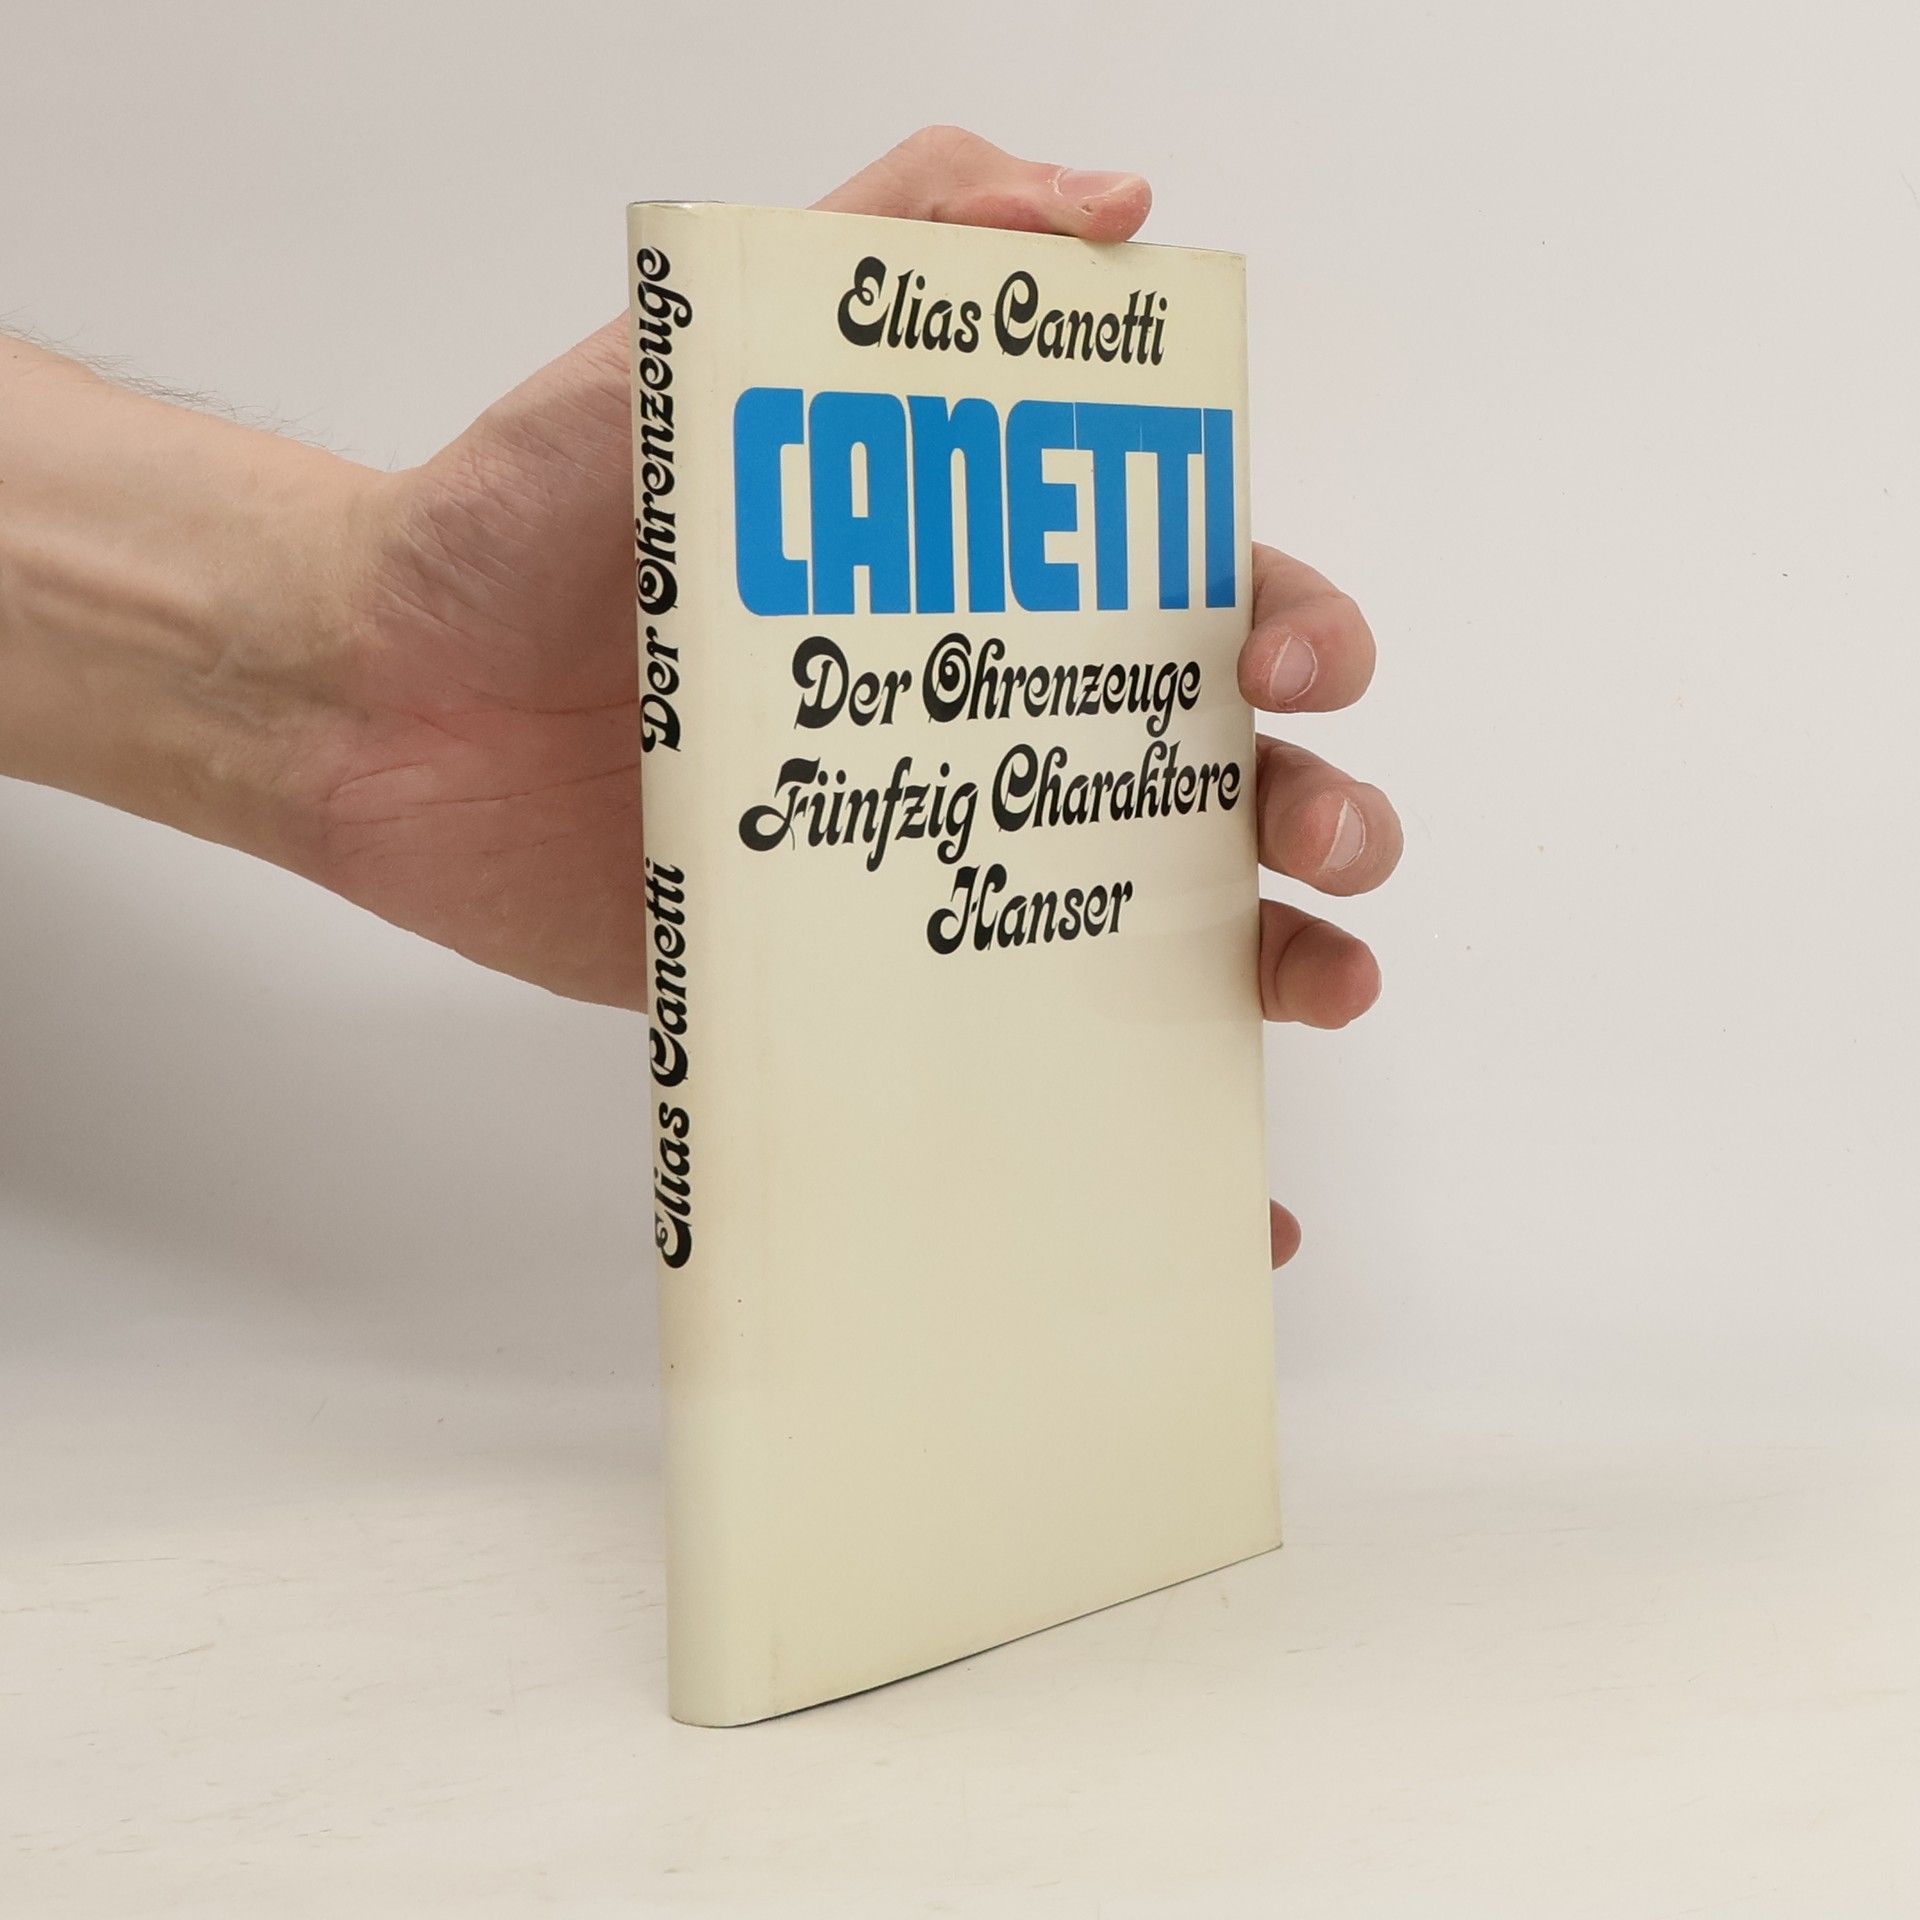 Elias Canetti
CANETTI
Der Ohrenzeuge
Fünfzig Charaktere
Hanser
Elias Canetti Der Ohrenzeuge